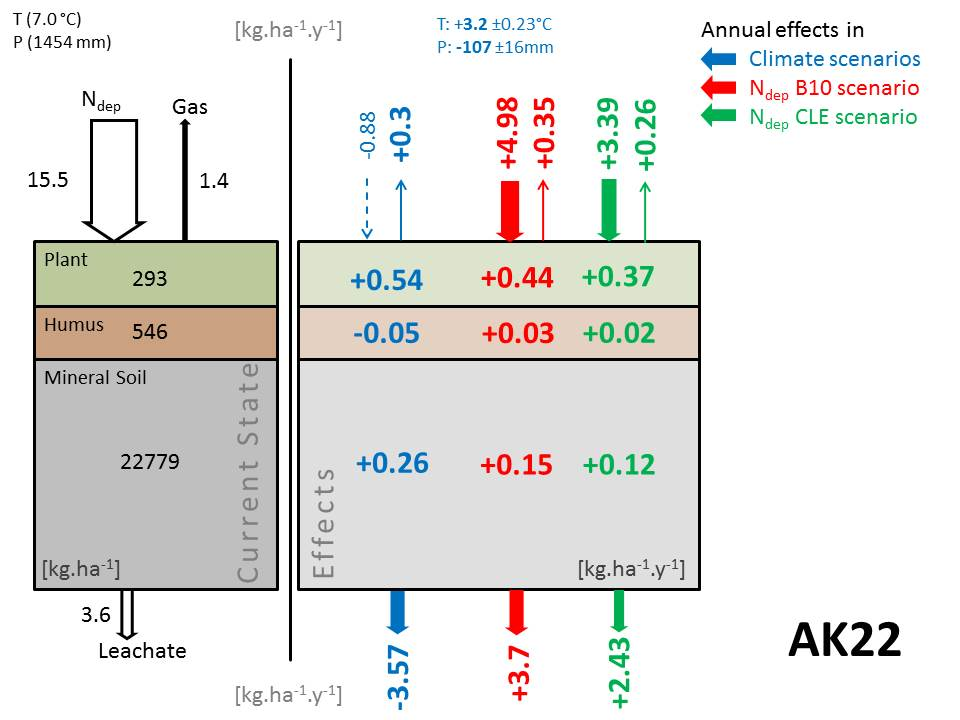 T (7.0 °C)
P (1454 mm)
[kg.ha-1.y-1]
T: +3.2 ±0.23°C
P: -107 ±16mm
Annual effects in
Climate scenarios
Ndep B10 scenario
Ndep CLE scenario
Ndep
Gas
15.5
1.4
-0.88
+0.3
+4.98
+0.35
+3.39
+0.26
Plant
293
+0.54
+0.44
+0.37
Humus
546
-0.05
+0.03
+0.02
Mineral Soil
22779
Current State
[kg.ha-1]
Effects
+0.26
+0.15
+0.12
[kg.ha-1.y-1]
3.6
Leachate
-3.57
+3.7
+2.43
[kg.ha-1.y-1]
AK22